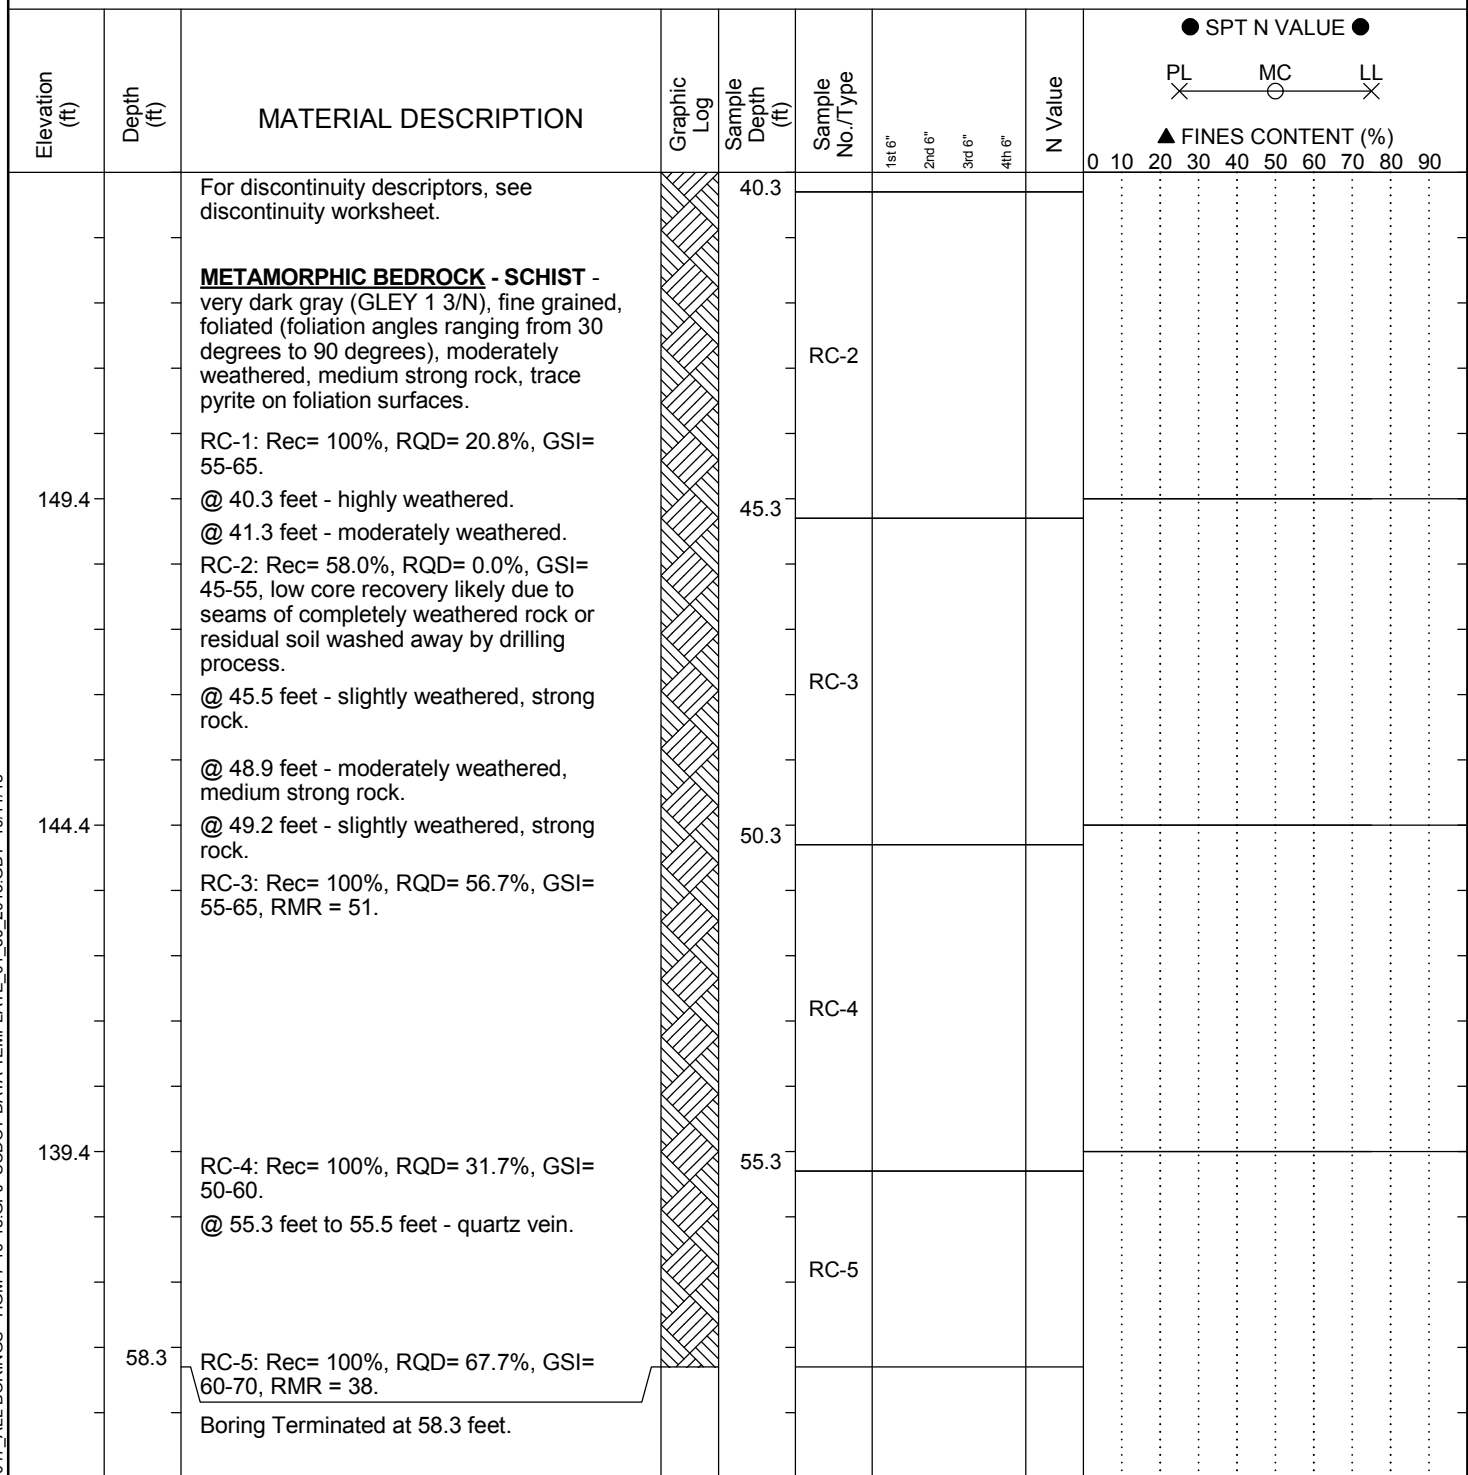 ● SPT N VALUE ●
PL MC LL
▲ FINES CONTENT (%)
0 10 20 30 40 50 60 70 80 90
Elevation (ft)
Depth (ft)
MATERIAL DESCRIPTION
Graphic Log
Sample Depth (ft)
Sample No./Type
1st 6"
2nd 6"
3rd 6"
4th 6"
N Value
For discontinuity descriptors, see
discontinuity worksheet.
40.3
METAMORPHIC BEDROCK - SCHIST -
very dark gray (GLEY 1 3/N), fine grained,
foliated (foliation angles ranging from 30
degrees to 90 degrees), moderately
weathered, medium strong rock, trace
pyrite on foliation surfaces.
RC-2
RC-1: Rec= 100%, RQD= 20.8%, GSI=
55-65.
149.4
@ 40.3 feet - highly weathered.
45.3
@ 41.3 feet - moderately weathered.
RC-2: Rec= 58.0%, RQD= 0.0%, GSI=
45-55, low core recovery likely due to
seams of completely weathered rock or
residual soil washed away by drilling
process.
RC-3
@ 45.5 feet - slightly weathered, strong
rock.
@ 48.9 feet - moderately weathered,
medium strong rock.
144.4
@ 49.2 feet - slightly weathered, strong
rock.
50.3
RC-3: Rec= 100%, RQD= 56.7%, GSI=
55-65, RMR = 51.
RC-4
139.4
RC-4: Rec= 100%, RQD= 31.7%, GSI=
50-60.
55.3
@ 55.3 feet to 55.5 feet - quartz vein.
RC-5
58.3
RC-5: Rec= 100%, RQD= 67.7%, GSI=
60-70, RMR = 38.
Boring Terminated at 58.3 feet.